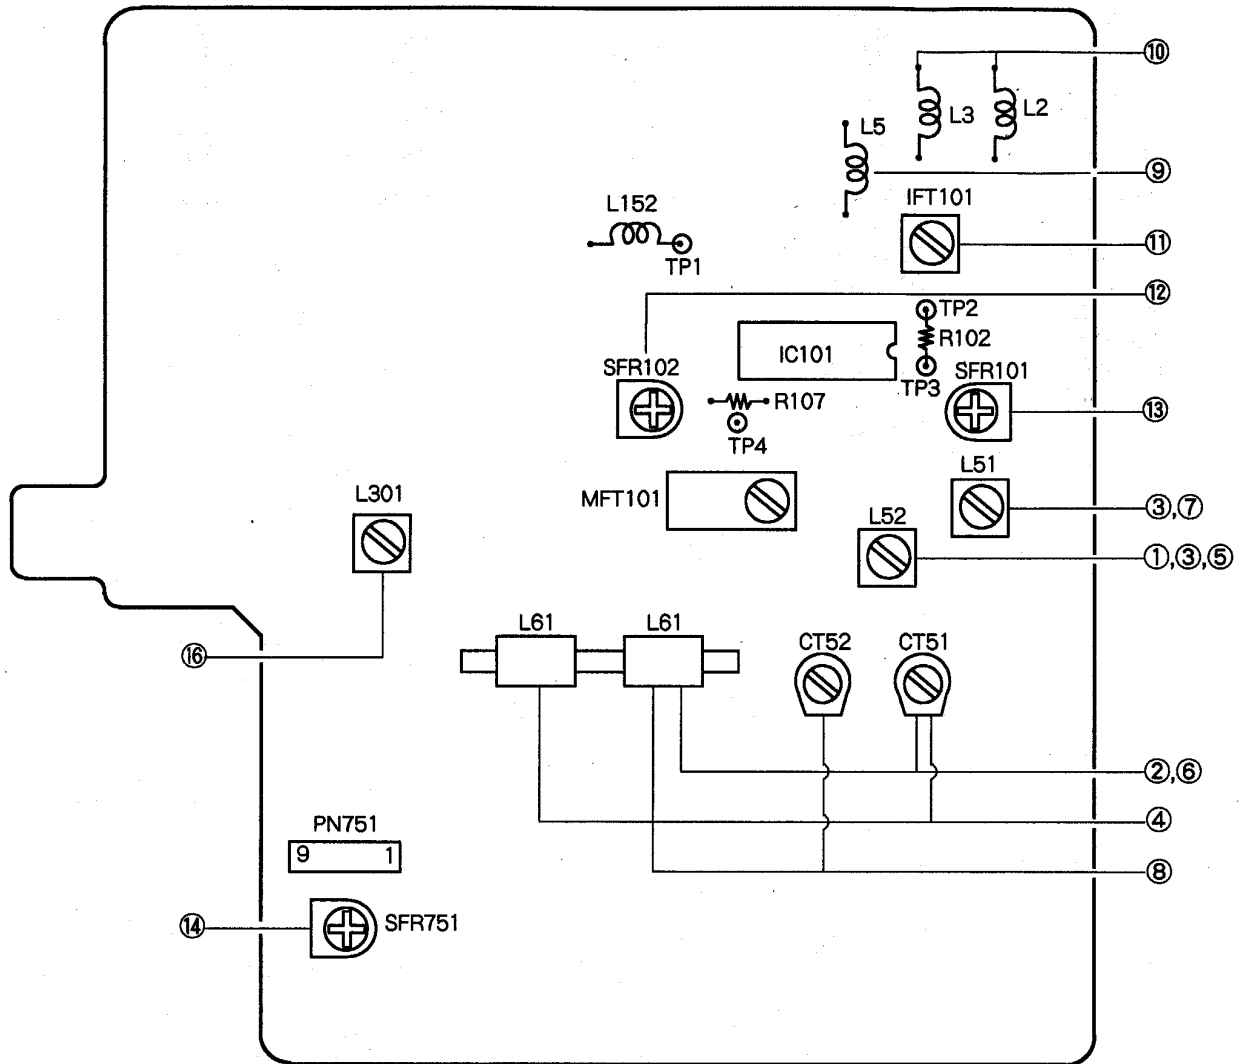 ⑩
L3
L2
L5
⑨
IFT101
L152
⑪
TP1
⑫
TP2
R102
IC101
SFR102
TP3
SFR101
R107
⑬
TP4
L51
L301
MFT101
③,⑦
L52
①,③,⑤
L61
L61
CT52
CT51
⑯
②,⑥
④
PN751
9
1
⑧
⑭
SFR751